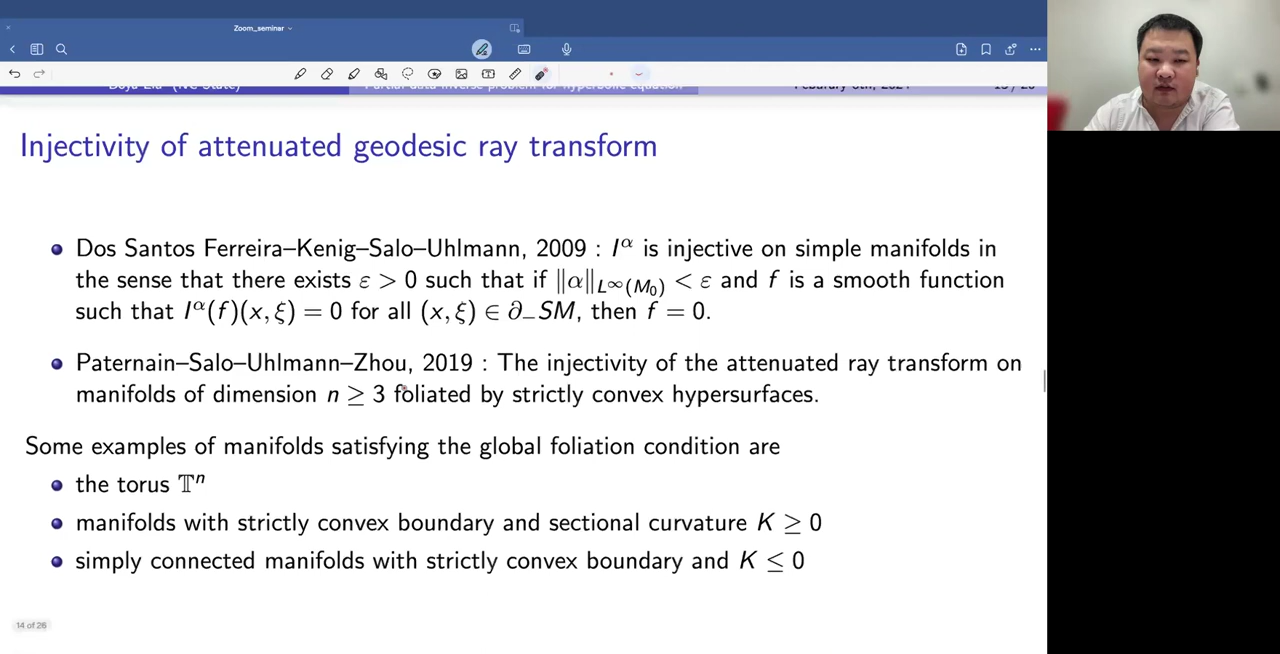 Zoom_seminar
Injectivity of attenuated geodesic ray transform
Dos Santos Ferreira–Kenig–Salo–Uhlmann, 2009 : I^α is injective on simple manifolds in
the sense that there exists ε > 0 such that if ‖α‖_{L^∞(M₀)} < ε and f is a smooth function
such that I^α(f)(x, ξ) = 0 for all (x, ξ) ∈ ∂₋SM, then f = 0.
Paternain–Salo–Uhlmann–Zhou, 2019 : The injectivity of the attenuated ray transform on
manifolds of dimension n ≥ 3 foliated by strictly convex hypersurfaces.
Some examples of manifolds satisfying the global foliation condition are
the torus 𝕋ⁿ
manifolds with strictly convex boundary and sectional curvature K ≥ 0
simply connected manifolds with strictly convex boundary and K ≤ 0
14 of 26